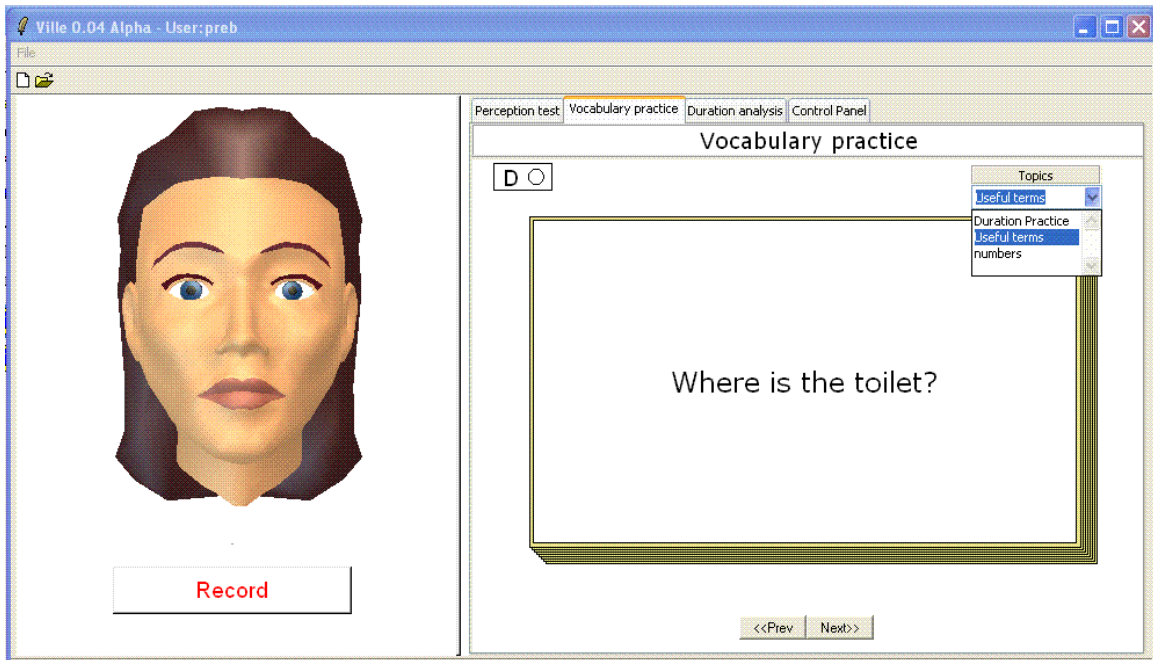 Ville 0.04 Alpha - User:preb
File
Perception test Vocabulary practice Duration analysis Control Panel
Vocabulary practice
D
Topics
Useful terms
Duration Practice
Useful terms
numbers
Where is the toilet?
Record
<<Prev Next>>